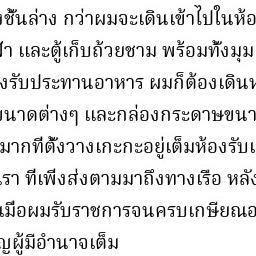 งชั้นล่าง กว่าผมจะเดินเข้าไปในห้อ
้า และตู้เก็บถ้วยชาม พร้อมทั้งมุม
งรับประทานอาหาร ผมก็ต้องเดินห
ขนาดต่างๆ และกล่องกระดาษขนา
มากที่ตั้งวางเกะกะอยู่เต็มห้องรับเ
รา ที่เพิ่งส่งตามมาถึงทางเรือ หลัง
นมือผมรับราชการจนครบเกษียณอ
ญผู้มีอำนาจเต็ม